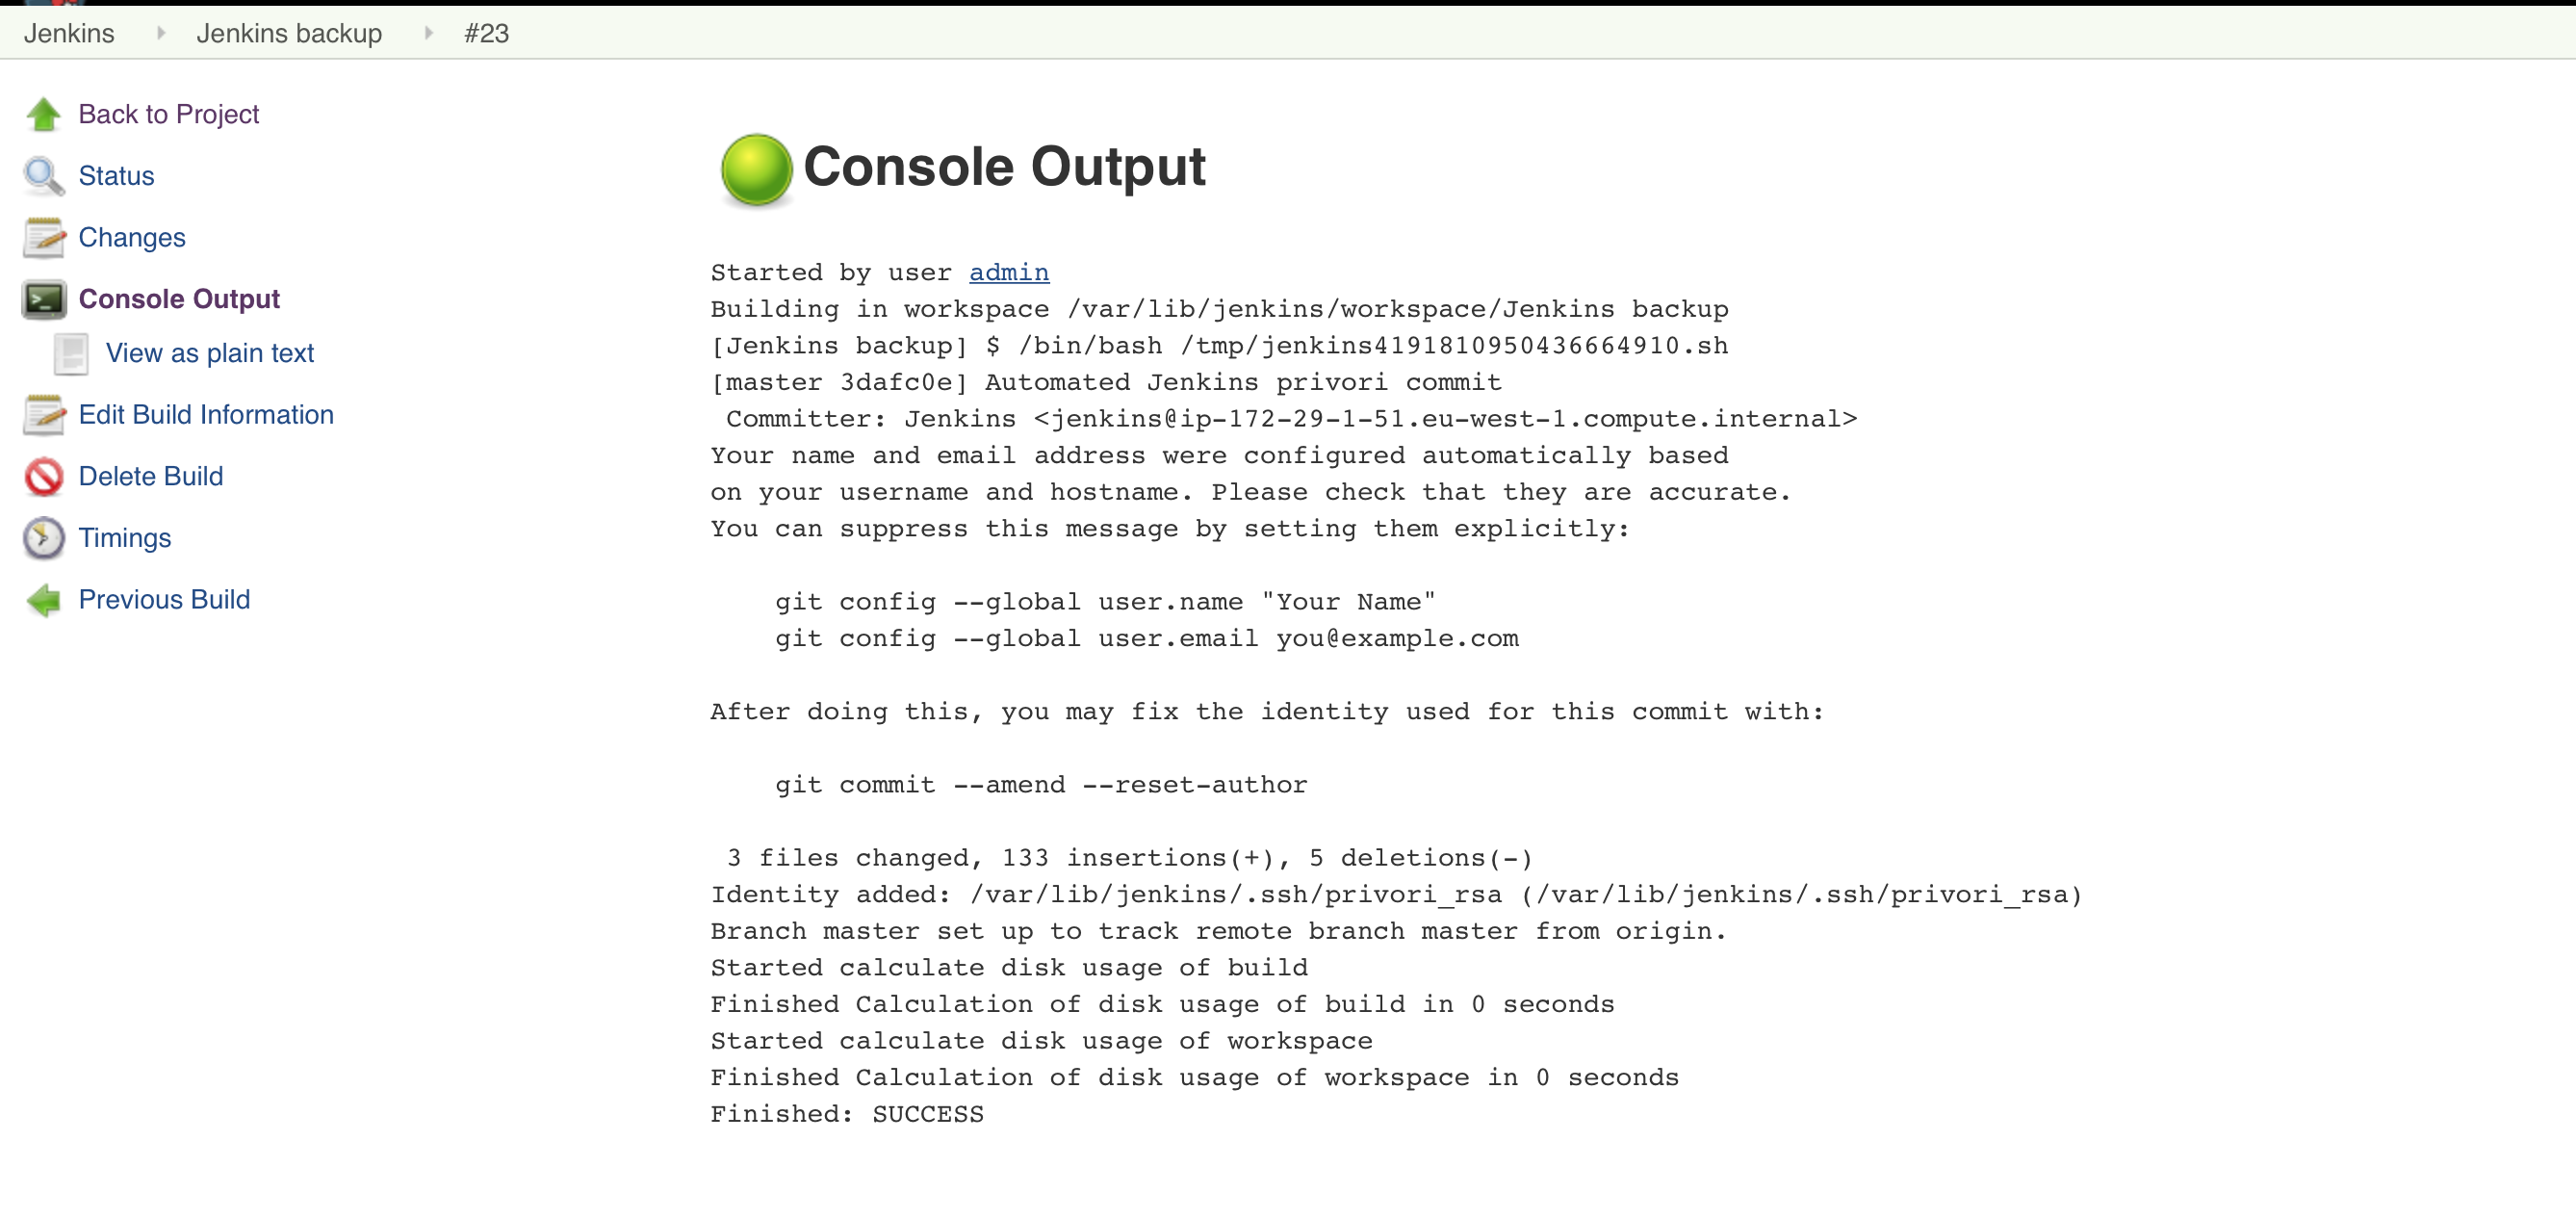 Jenkins
Jenkins backup
#23
Back to Project
Status
Changes
Console Output
View as plain text
Edit Build Information
Delete Build
Timings
Previous Build
Console Output
Started by user admin
Building in workspace /var/lib/jenkins/workspace/Jenkins backup
[Jenkins backup] $ /bin/bash /tmp/jenkins4191810950436664910.sh
[master 3dafc0e] Automated Jenkins privori commit
 Committer: Jenkins <jenkins@ip-172-29-1-51.eu-west-1.compute.internal>
Your name and email address were configured automatically based
on your username and hostname. Please check that they are accurate.
You can suppress this message by setting them explicitly:
    git config --global user.name "Your Name"
    git config --global user.email you@example.com
After doing this, you may fix the identity used for this commit with:
    git commit --amend --reset-author
 3 files changed, 133 insertions(+), 5 deletions(-)
Identity added: /var/lib/jenkins/.ssh/privori_rsa (/var/lib/jenkins/.ssh/privori_rsa)
Branch master set up to track remote branch master from origin.
Started calculate disk usage of build
Finished Calculation of disk usage of build in 0 seconds
Started calculate disk usage of workspace
Finished Calculation of disk usage of workspace in 0 seconds
Finished: SUCCESS